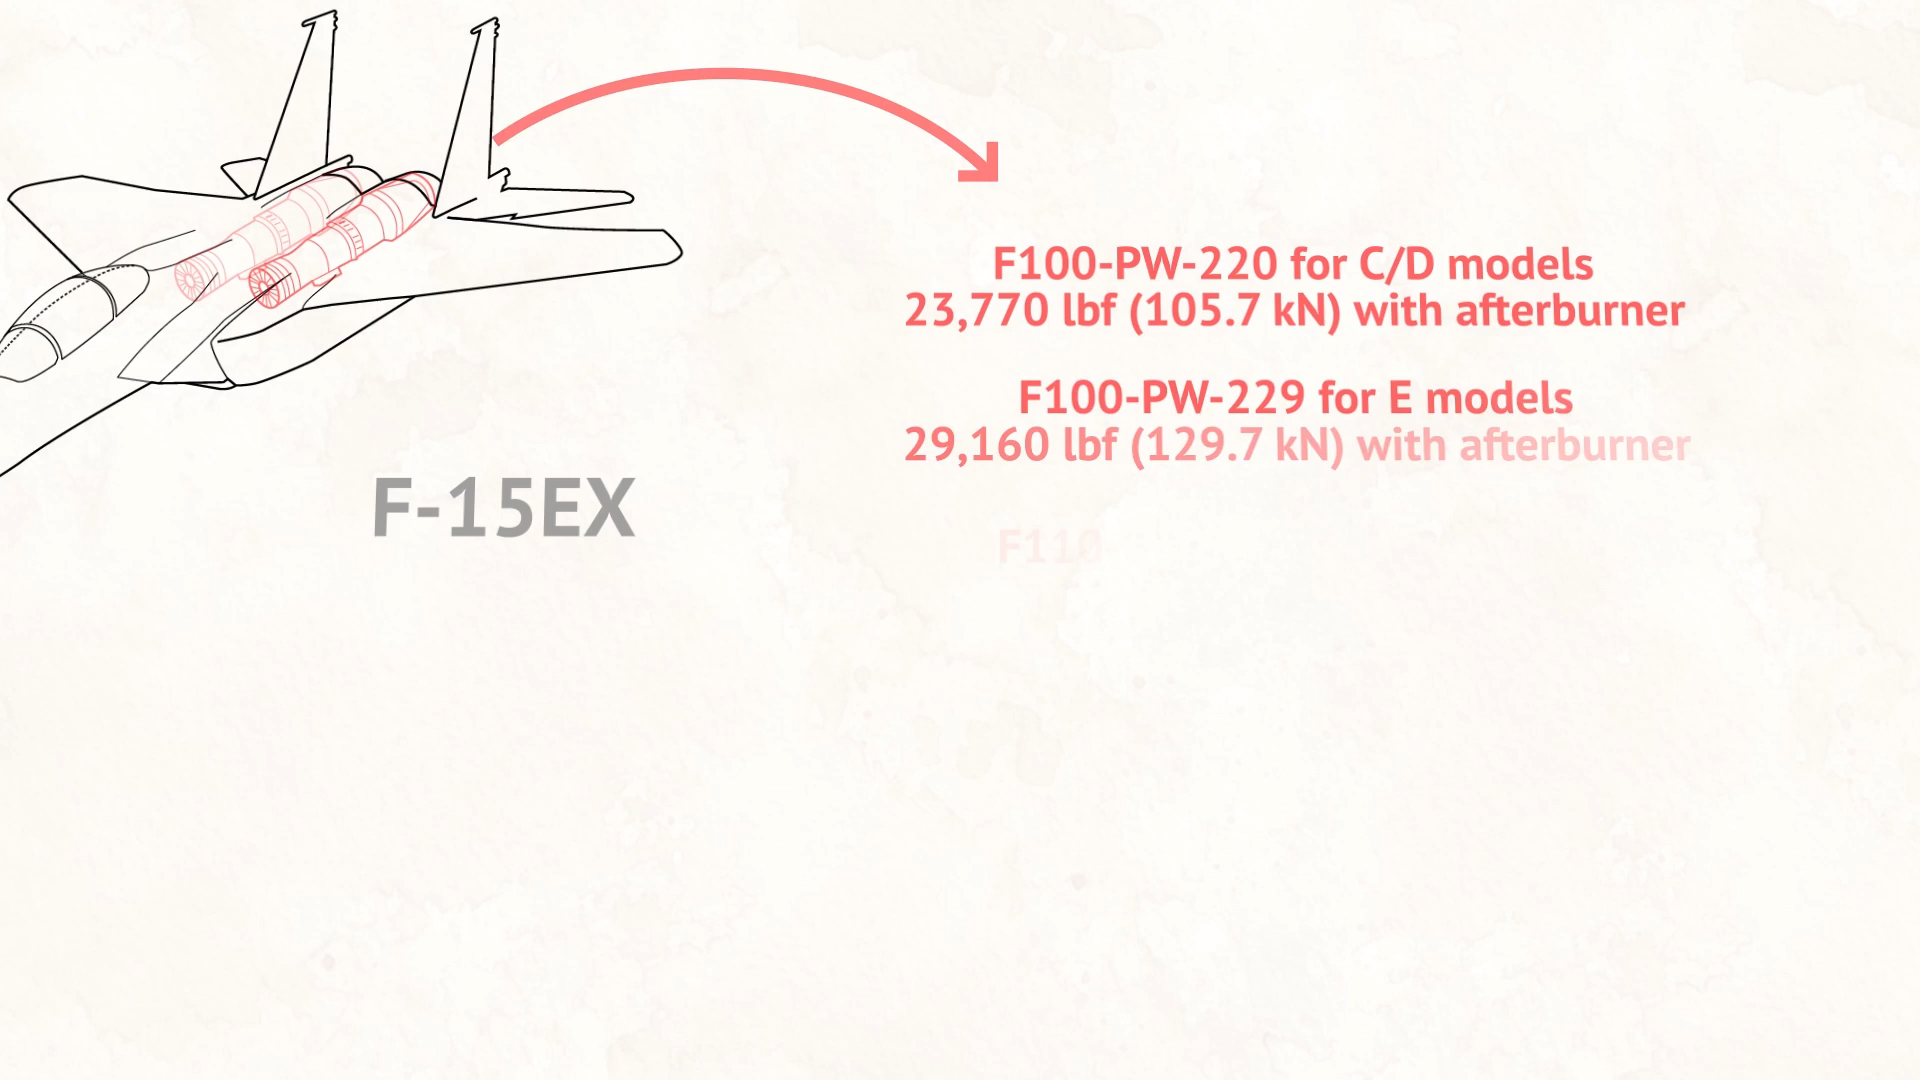 F100-PW-220 for C/D models
23,770 lbf (105.7 kN) with afterburner
F100-PW-229 for E models
29,160 lbf (129.7 kN) with afterburner
F-15EX
F110